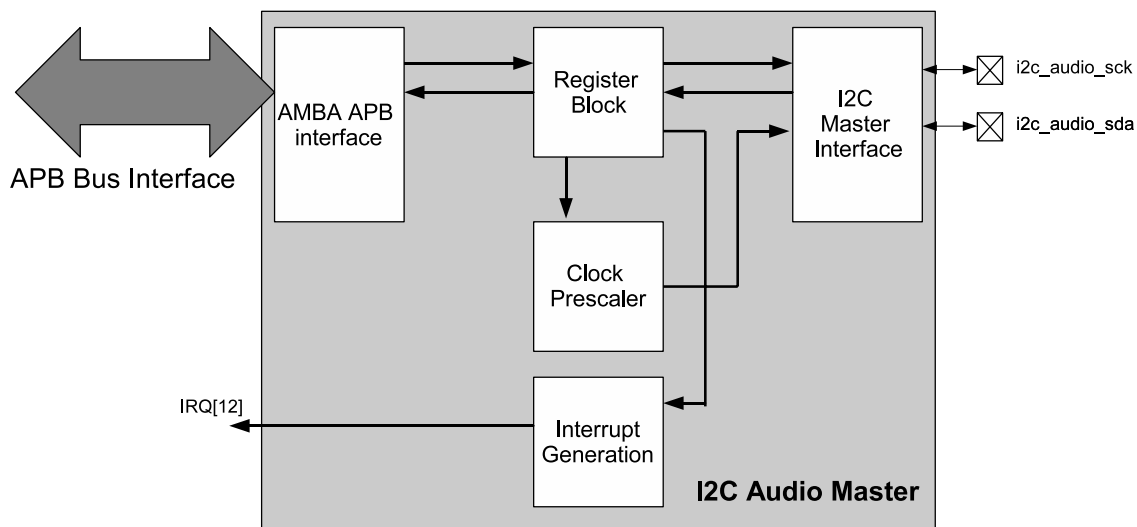 AMBA APB
interface
Register
Block
I2C
Master
Interface
i2c_audio_sck
i2c_audio_sda
APB Bus Interface
Clock
Prescaler
IRQ[12]
Interrupt
Generation
I2C Audio Master